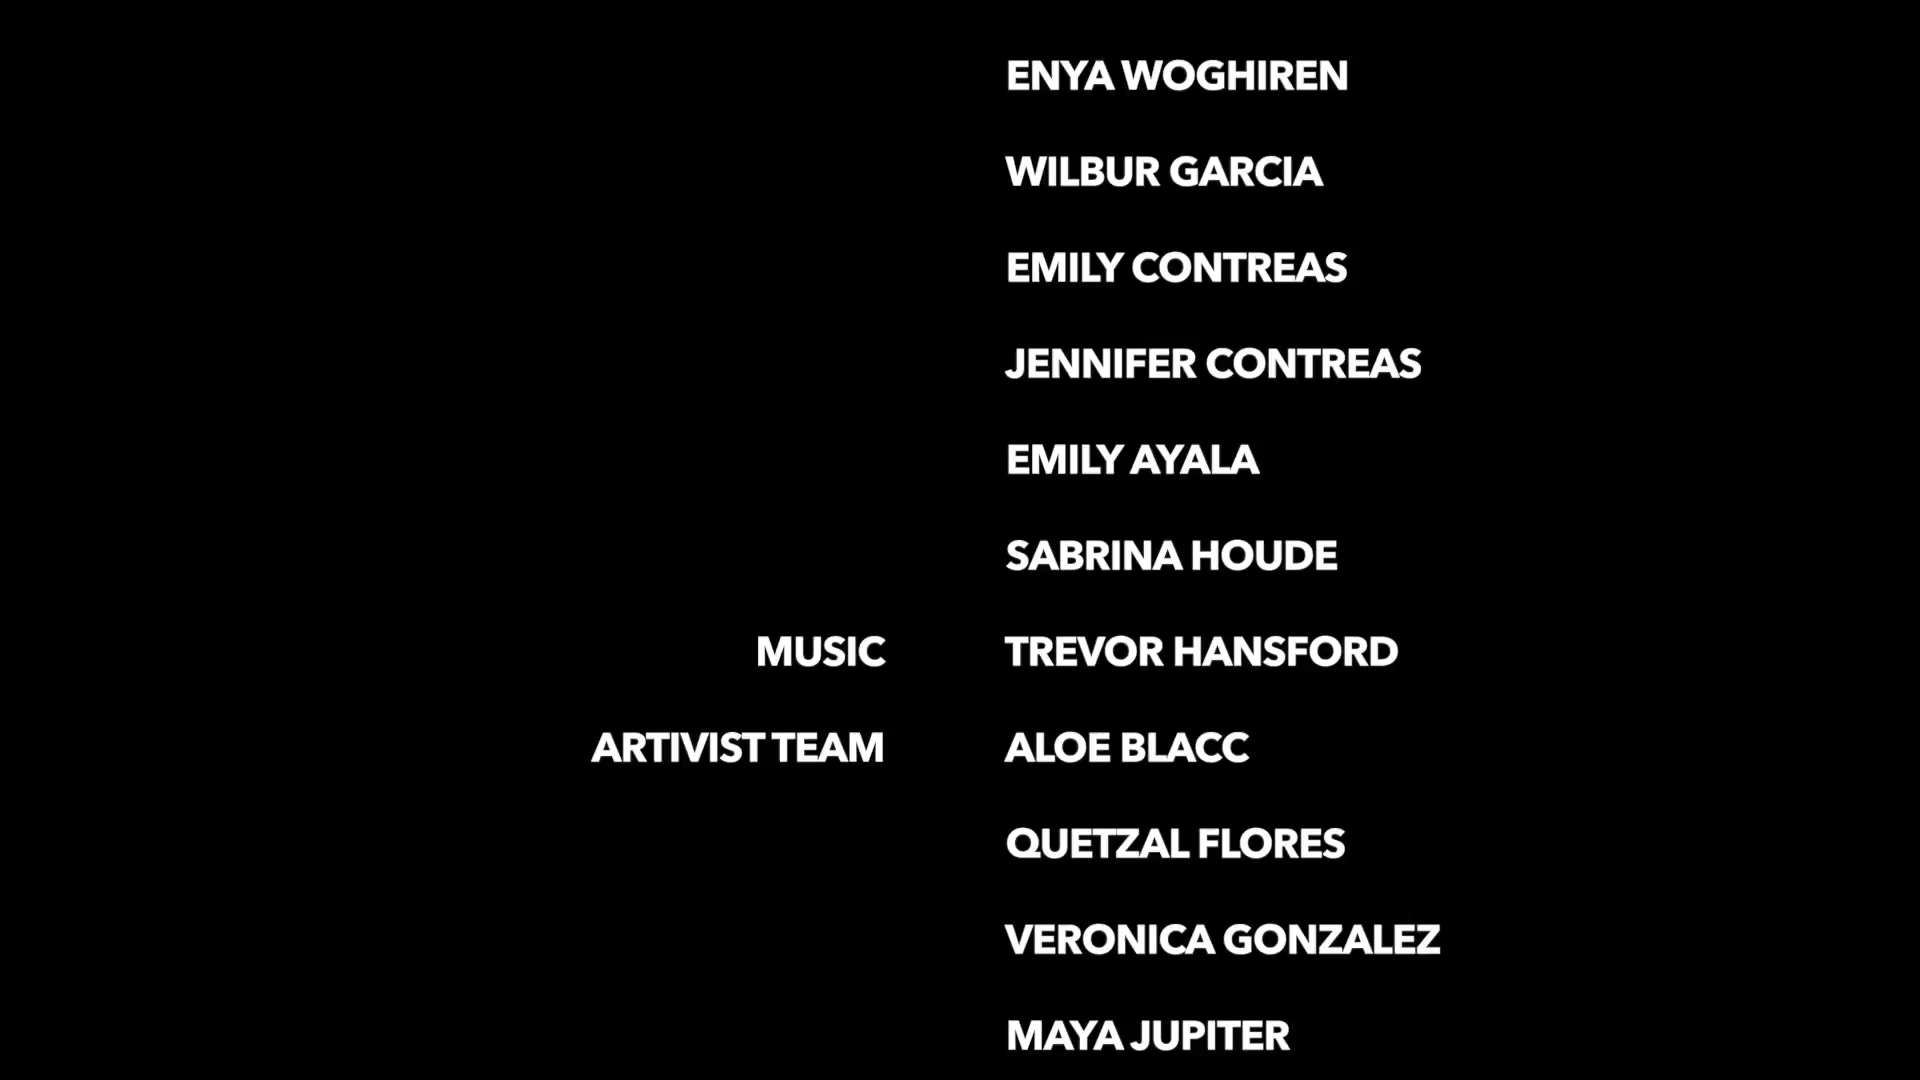 ENYA WOGHIREN
WILBUR GARCIA
EMILY CONTREAS
JENNIFER CONTREAS
EMILY AYALA
SABRINA HOUDE
MUSIC TREVOR HANSFORD
ARTIVIST TEAM ALOE BLACC
QUETZAL FLORES
VERONICA GONZALEZ
MAYA JUPITER